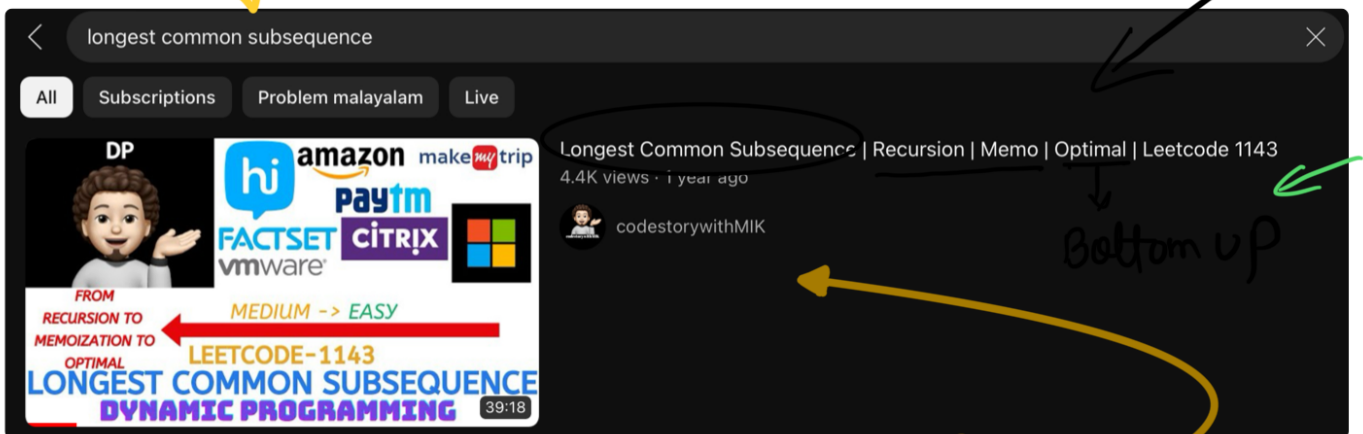 longest common subsequence
All Subscriptions Problem malayalam Live
DP
hi
amazon
make my trip
paytm
FACTSET
CİTRIX
vmware
FROM
RECURSION TO
MEMOIZATION TO
OPTIMAL
MEDIUM -> EASY
LEETCODE-1143
LONGEST COMMON SUBSEQUENCE
DYNAMIC PROGRAMMING
39:18
Longest Common Subsequence | Recursion | Memo | Optimal | Leetcode 1143
4.4K views · 1 year ago
codestorywithMIK
Bottom up